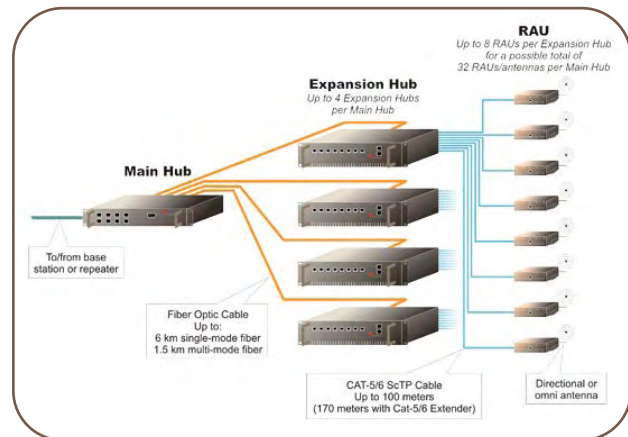 RAU
Up to 8 RAUs per Expansion Hub
for a possible total of
32 RAUs/antennas per Main Hub
Expansion Hub
Up to 4 Expansion Hubs
per Main Hub
Main Hub
To/from base
station or repeater
Fiber Optic Cable
Up to:
6 km single-mode fiber
1.5 km multi-mode fiber
CAT-5/6 ScTP Cable
Up to 100 meters
(170 meters with Cat-5/6 Extender)
Directional or
omni antenna